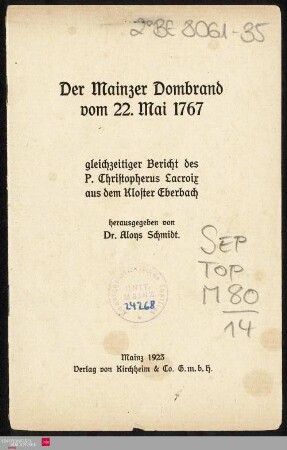 2° BE 8061-35
Der Mainzer Dombrand
vom 22. Mai 1767
gleichzeitiger Bericht des
P. Christopherus Lacroix
aus dem Kloster Eberbach
herausgegeben von
Dr. Aloys Schmidt.
SEP
TOP
M 80
14
24268
Mainz 1923
Verlag von Kirchheim & Co. G. m. b. H.